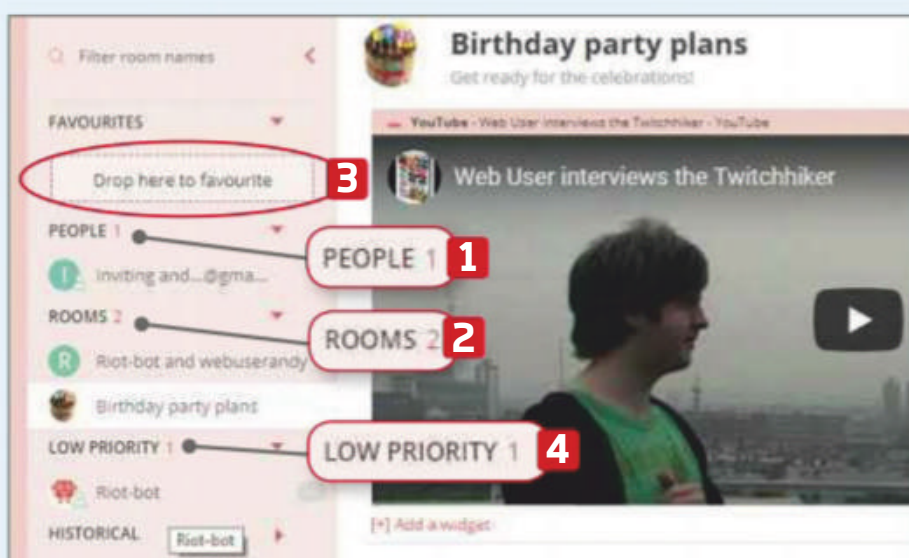 Filter room names
FAVOURITES
Drop here to favourite
3
PEOPLE 1
PEOPLE 1
1
I
Inviting and...@gma...
ROOMS 2
ROOMS 2
2
R
Riot-bot and webuserandy
Birthday party plans
LOW PRIORITY 1
LOW PRIORITY 1
4
Riot-bot
HISTORICAL
Riot-bot
Birthday party plans
Get ready for the celebrations!
YouTube - Web User interviews the Twitchhiker - YouTube
Web User interviews the Twitchhiker
[+] Add a widget